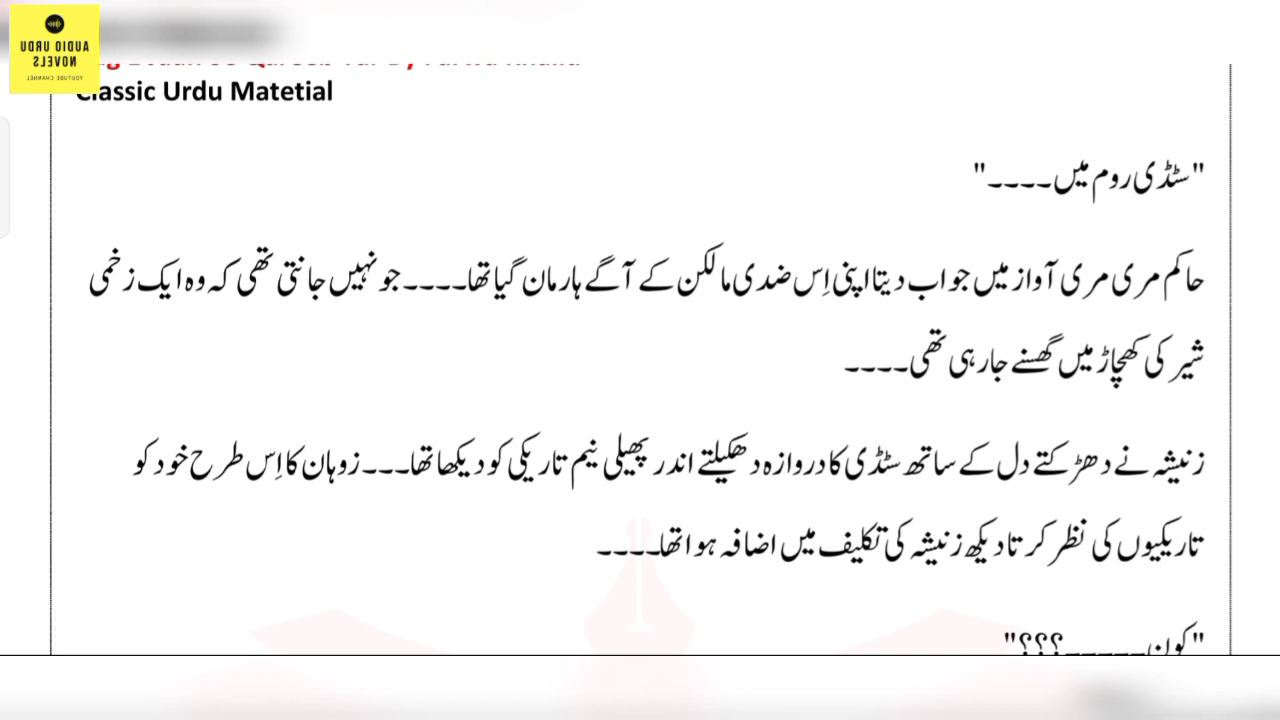 AUDIO URDU
NOVELS
YOUTUBE CHANNEL
Classic Urdu Matetial
"سٹڈی روم میں۔۔۔۔"
حاکم مری مری آواز میں جواب دیتا اپنی اِس ضدی مالکن کے آگے ہار مان گیا تھا۔۔۔۔ جو نہیں جانتی تھی کہ وہ ایک زخمی
شیر کی کھچاڑ میں گھسنے جا رہی تھی۔۔۔۔
زنیشہ نے دھڑکتے دل کے ساتھ سٹڈی کا دروازہ دھکیلتے اندر پھیلی نیم تاریکی کو دیکھا تھا۔۔۔ زوہان کا اِس طرح خود کو
تاریکیوں کی نظر کرتا دیکھ زنیشہ کی تکلیف میں اضافہ ہوا تھا۔۔۔۔
"کون۔۔۔۔۔۔؟؟؟"